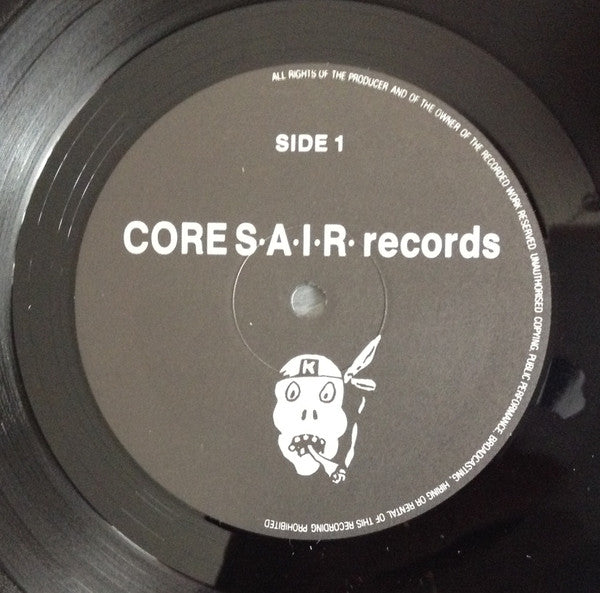 ALL RIGHTS OF THE PRODUCER AND OF THE OWNER OF THE RECORDED WORK RESERVED. UNAUTHORISED COPYING, PUBLIC PERFORMANCE, BROADCASTING, HIRING OR RENTAL OF THIS RECORDING PROHIBITED
SIDE 1
CORE S·A·I·R· records
K